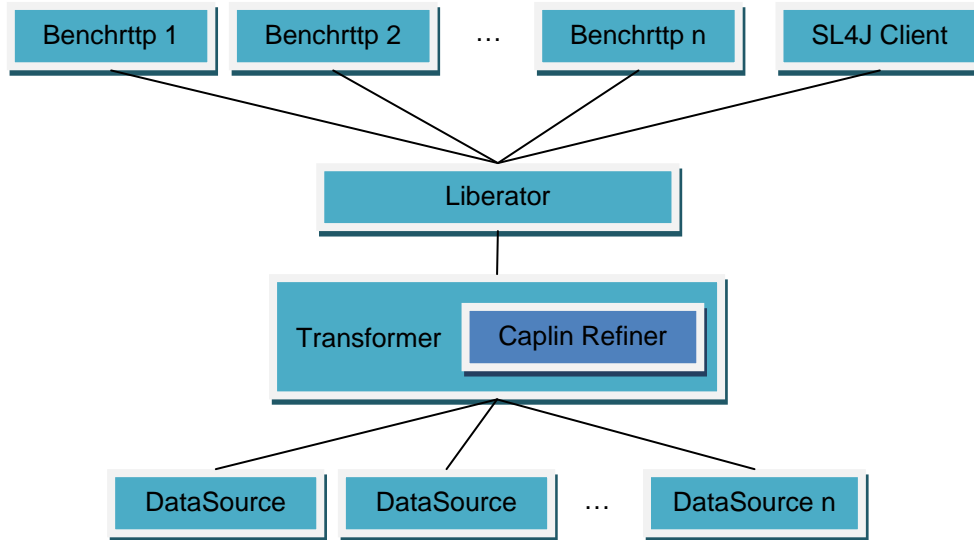 Benchrttp 1 Benchrttp 2 … Benchrttp n SL4J Client
Liberator
Transformer Caplin Refiner
DataSource DataSource … DataSource n